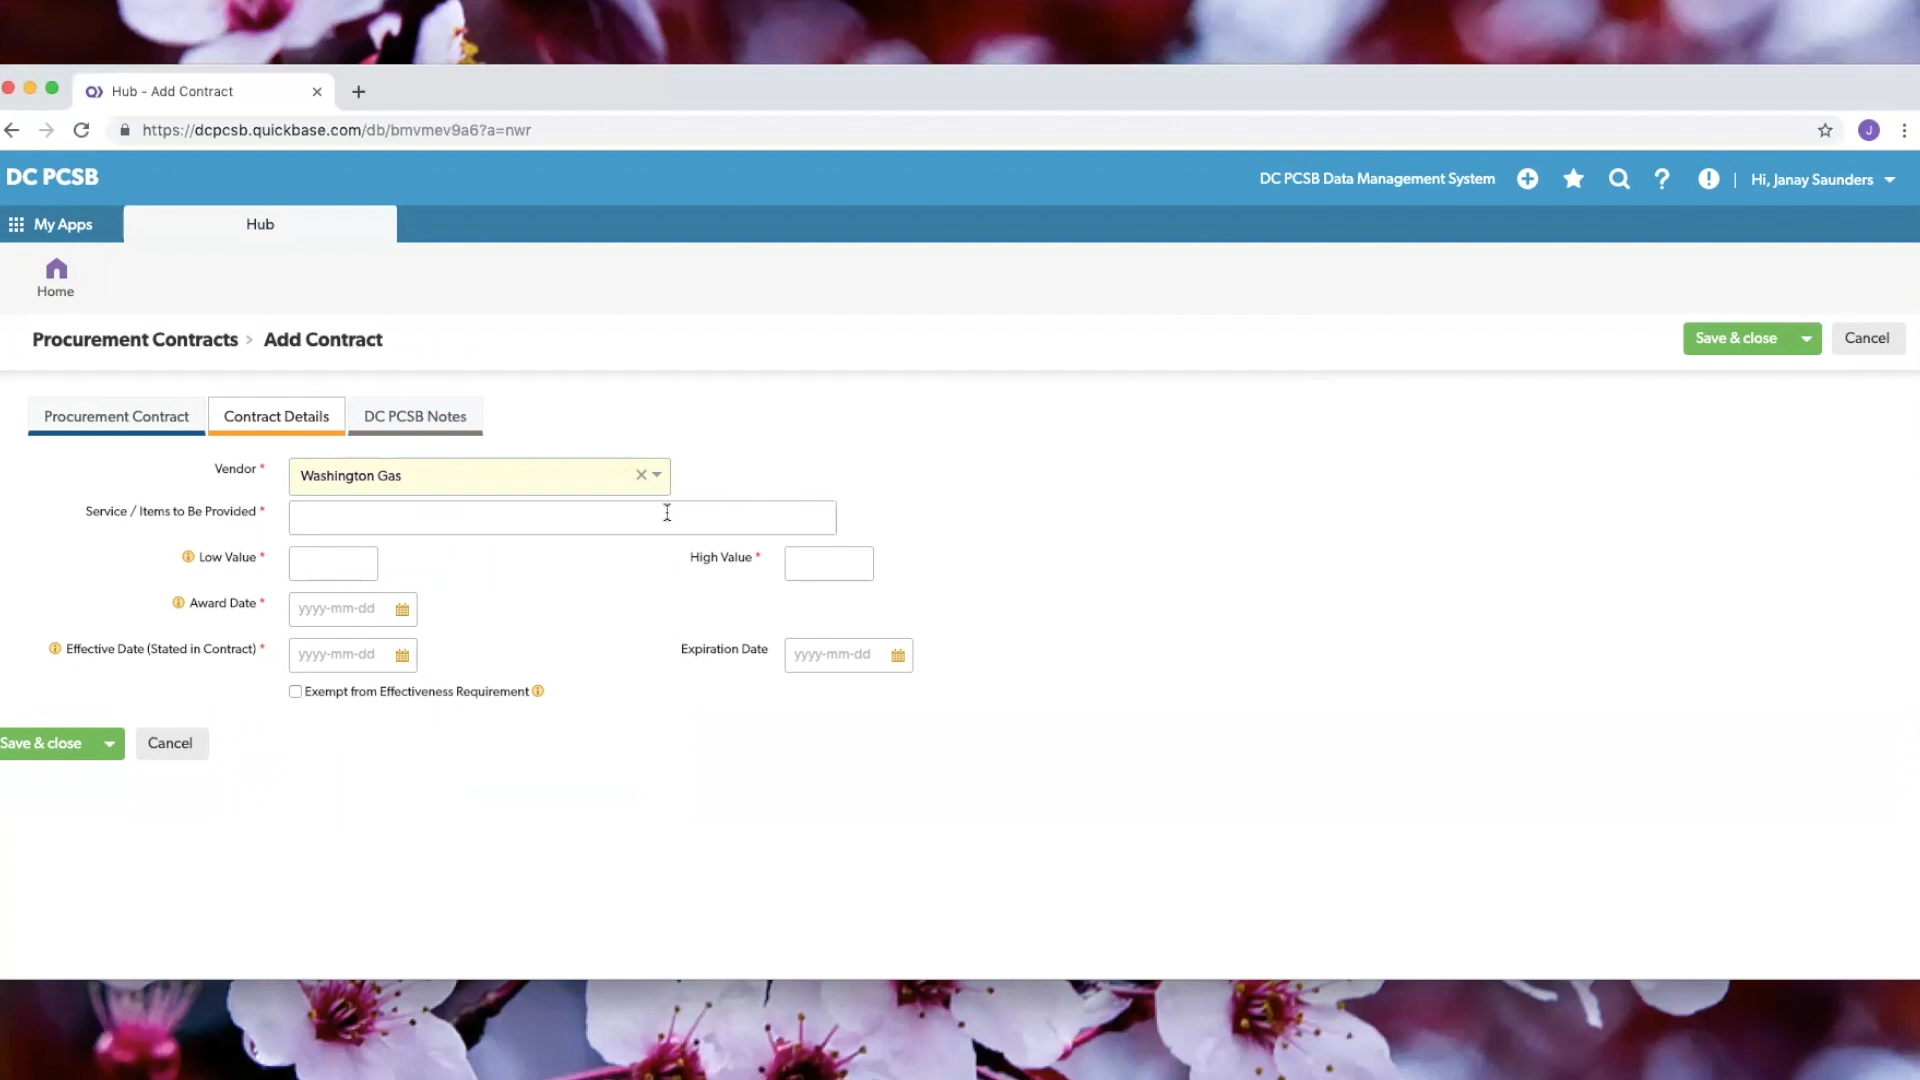 Hub - Add Contract
https://dcpcsb.quickbase.com/db/bmvmev9a6?a=nwr
J
DC PCSB
DC PCSB Data Management System
Hi, Janay Saunders
My Apps
Hub
Home
Procurement Contracts > Add Contract
Save & close
Cancel
Procurement Contract
Contract Details
DC PCSB Notes
Vendor *
Washington Gas
Service / Items to Be Provided *
Low Value *
High Value *
Award Date *
yyyy-mm-dd
Effective Date (Stated in Contract) *
yyyy-mm-dd
Expiration Date
yyyy-mm-dd
Exempt from Effectiveness Requirement
Save & close
Cancel